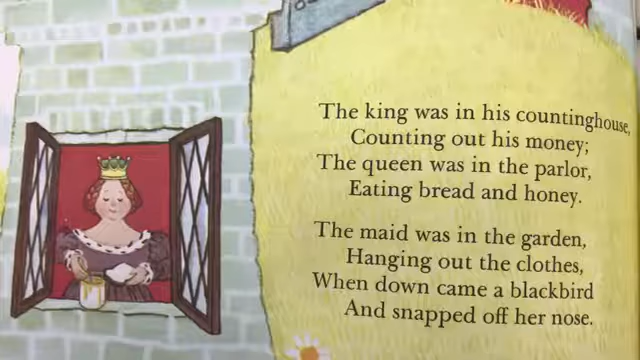 The king was in his countinghouse,
Counting out his money;
The queen was in the parlor,
Eating bread and honey.
The maid was in the garden,
Hanging out the clothes,
When down came a blackbird
And snapped off her nose.